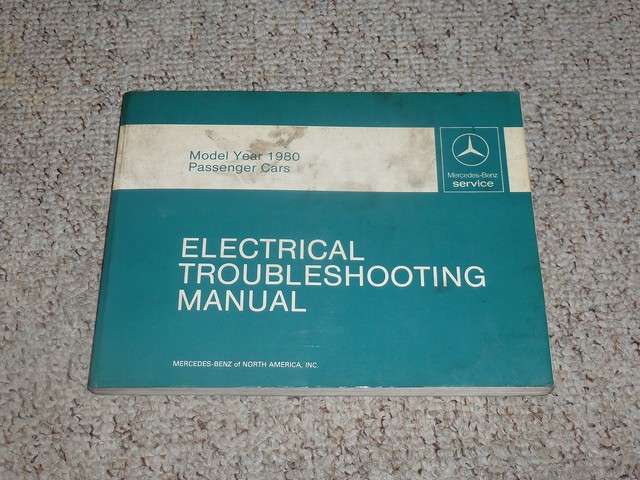 Model Year 1980
Passenger Cars
Mercedes-Benz
service
ELECTRICAL
TROUBLESHOOTING
MANUAL
MERCEDES-BENZ of NORTH AMERICA, INC.